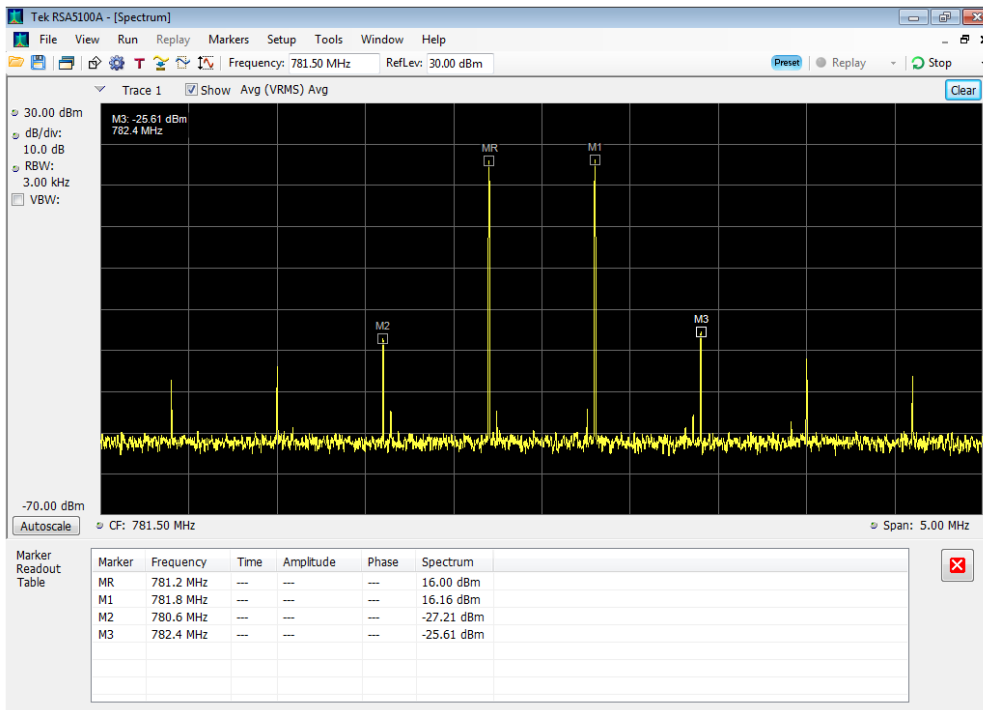 Tek RSA5100A - [Spectrum]
File View Run Replay Markers Setup Tools Window Help
T Frequency: 781.50 MHz RefLev: 30.00 dBm Preset Replay Stop
Trace 1 Show Avg (VRMS) Avg Clear
30.00 dBm
dB/div:
10.0 dB
RBW:
3.00 kHz
VBW:
-70.00 dBm
M3: -25.61 dBm
782.4 MHz
MR M1
M2 M3
Autoscale CF: 781.50 MHz Span: 5.00 MHz
Marker
Readout
Table
Marker Frequency Time Amplitude Phase Spectrum
MR 781.2 MHz --- --- --- 16.00 dBm
M1 781.8 MHz --- --- --- 16.16 dBm
M2 780.6 MHz --- --- --- -27.21 dBm
M3 782.4 MHz --- --- --- -25.61 dBm